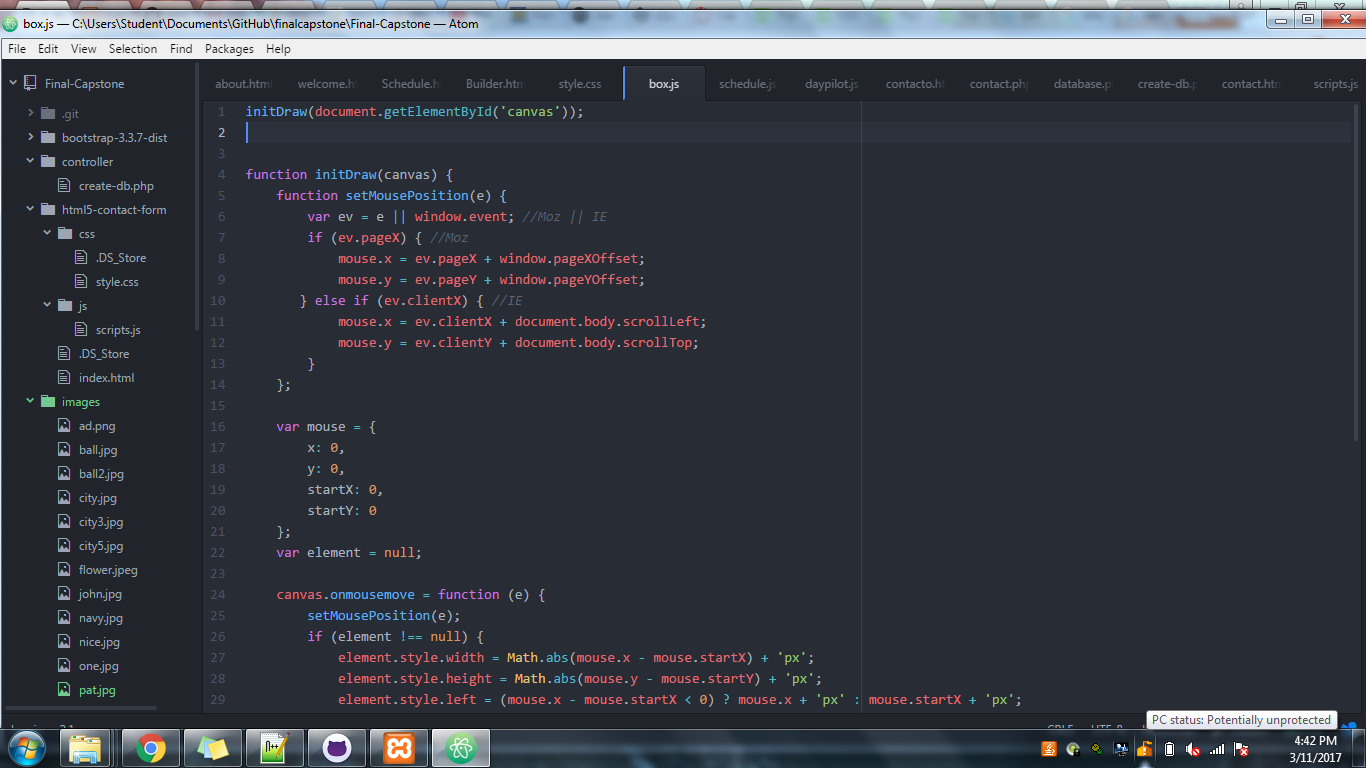 box.js — C:\Users\Student\Documents\GitHub\finalcapstone\Final-Capstone — Atom
File Edit View Selection Find Packages Help
Final-Capstone
.git
bootstrap-3.3.7-dist
controller
create-db.php
html5-contact-form
css
.DS_Store
style.css
js
scripts.js
.DS_Store
index.html
images
ad.png
ball.jpg
ball2.jpg
city.jpg
city3.jpg
city5.jpg
flower.jpeg
john.jpg
navy.jpg
nice.jpg
one.jpg
pat.jpg
about.html welcome.h Schedule.h Builder.htm style.css box.js schedule.js daypilot.js contacto.h contact.php database.p create-db.p contact.htm scripts.js
1 initDraw(document.getElementById('canvas'));
2
3
4 function initDraw(canvas) {
5 function setMousePosition(e) {
6 var ev = e || window.event; //Moz || IE
7 if (ev.pageX) { //Moz
8 mouse.x = ev.pageX + window.pageXOffset;
9 mouse.y = ev.pageY + window.pageYOffset;
10 } else if (ev.clientX) { //IE
11 mouse.x = ev.clientX + document.body.scrollLeft;
12 mouse.y = ev.clientY + document.body.scrollTop;
13 }
14 };
15
16 var mouse = {
17 x: 0,
18 y: 0,
19 startX: 0,
20 startY: 0
21 };
22 var element = null;
23
24 canvas.onmousemove = function (e) {
25 setMousePosition(e);
26 if (element !== null) {
27 element.style.width = Math.abs(mouse.x - mouse.startX) + 'px';
28 element.style.height = Math.abs(mouse.y - mouse.startY) + 'px';
29 element.style.left = (mouse.x - mouse.startX < 0) ? mouse.x + 'px' : mouse.startX + 'px';
PC status: Potentially unprotected
4:42 PM
3/11/2017